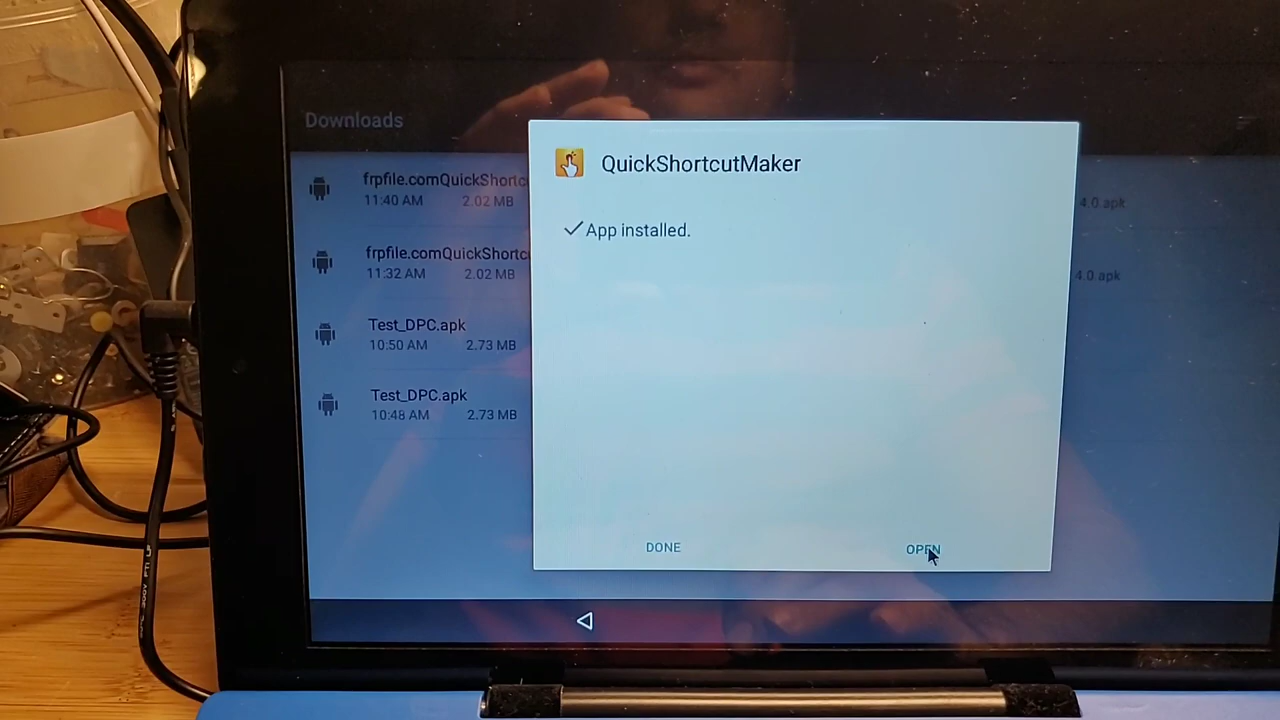 Downloads
QuickShortcutMaker
App installed.
frpfile.comQuickShortc
11:40 AM 2.02 MB
4.0.apk
frpfile.comQuickShortc
11:32 AM 2.02 MB
4.0.apk
Test_DPC.apk
10:50 AM 2.73 MB
Test_DPC.apk
10:48 AM 2.73 MB
DONE
OPEN